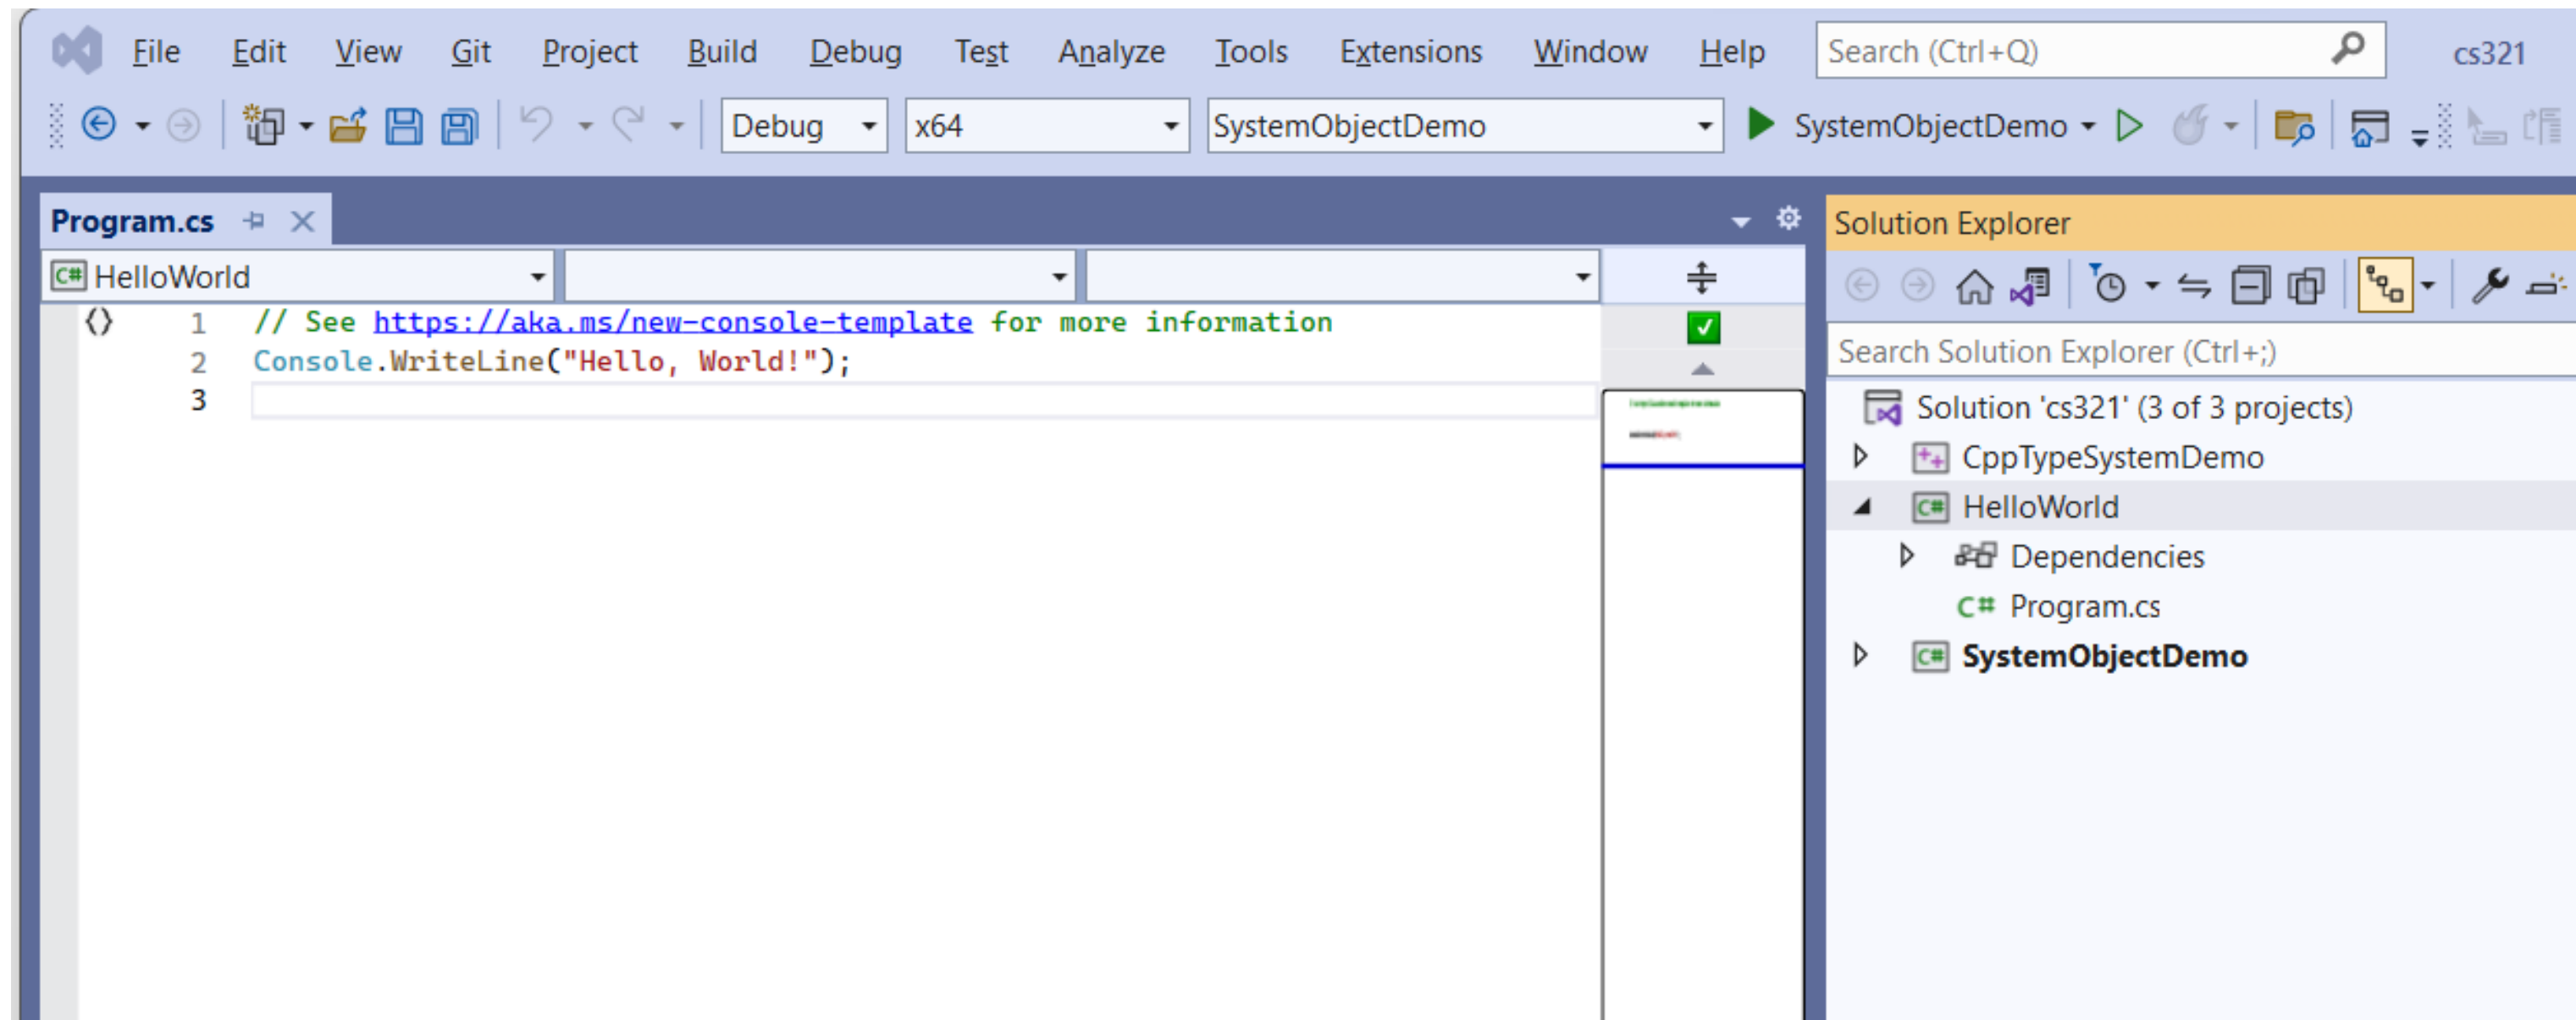 File Edit View Git Project Build Debug Test Analyze Tools Extensions Window Help Search (Ctrl+Q) cs321
Debug x64 SystemObjectDemo SystemObjectDemo
Program.cs
C# HelloWorld
1 // See https://aka.ms/new-console-template for more information
2 Console.WriteLine("Hello, World!");
3
Solution Explorer
Search Solution Explorer (Ctrl+;)
Solution 'cs321' (3 of 3 projects)
++ CppTypeSystemDemo
C# HelloWorld
Dependencies
C# Program.cs
C# SystemObjectDemo